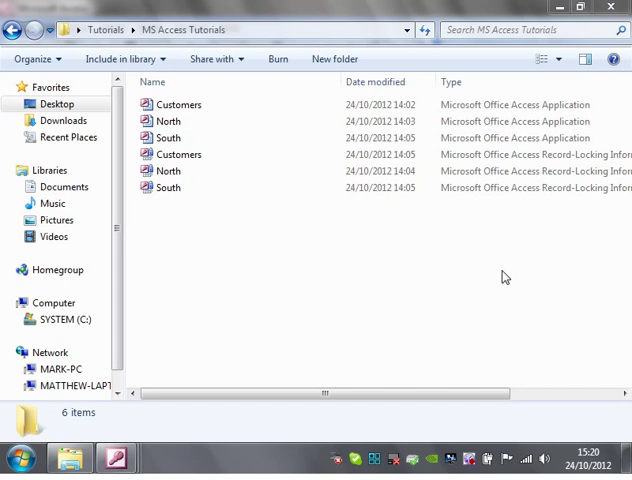 Tutorials ▸ MS Access Tutorials
Search MS Access Tutorials
Organize
Include in library
Share with
Burn
New folder
Name
Date modified
Type
Favorites
Desktop
Downloads
Recent Places
Libraries
Documents
Music
Pictures
Videos
Homegroup
Computer
SYSTEM (C:)
Network
MARK-PC
MATTHEW-LAPT
Customers 24/10/2012 14:02 Microsoft Office Access Application
North 24/10/2012 14:03 Microsoft Office Access Application
South 24/10/2012 14:05 Microsoft Office Access Application
Customers 24/10/2012 14:05 Microsoft Office Access Record-Locking Infor
North 24/10/2012 14:04 Microsoft Office Access Record-Locking Infor
South 24/10/2012 14:05 Microsoft Office Access Record-Locking Infor
6 items
15:20
24/10/2012